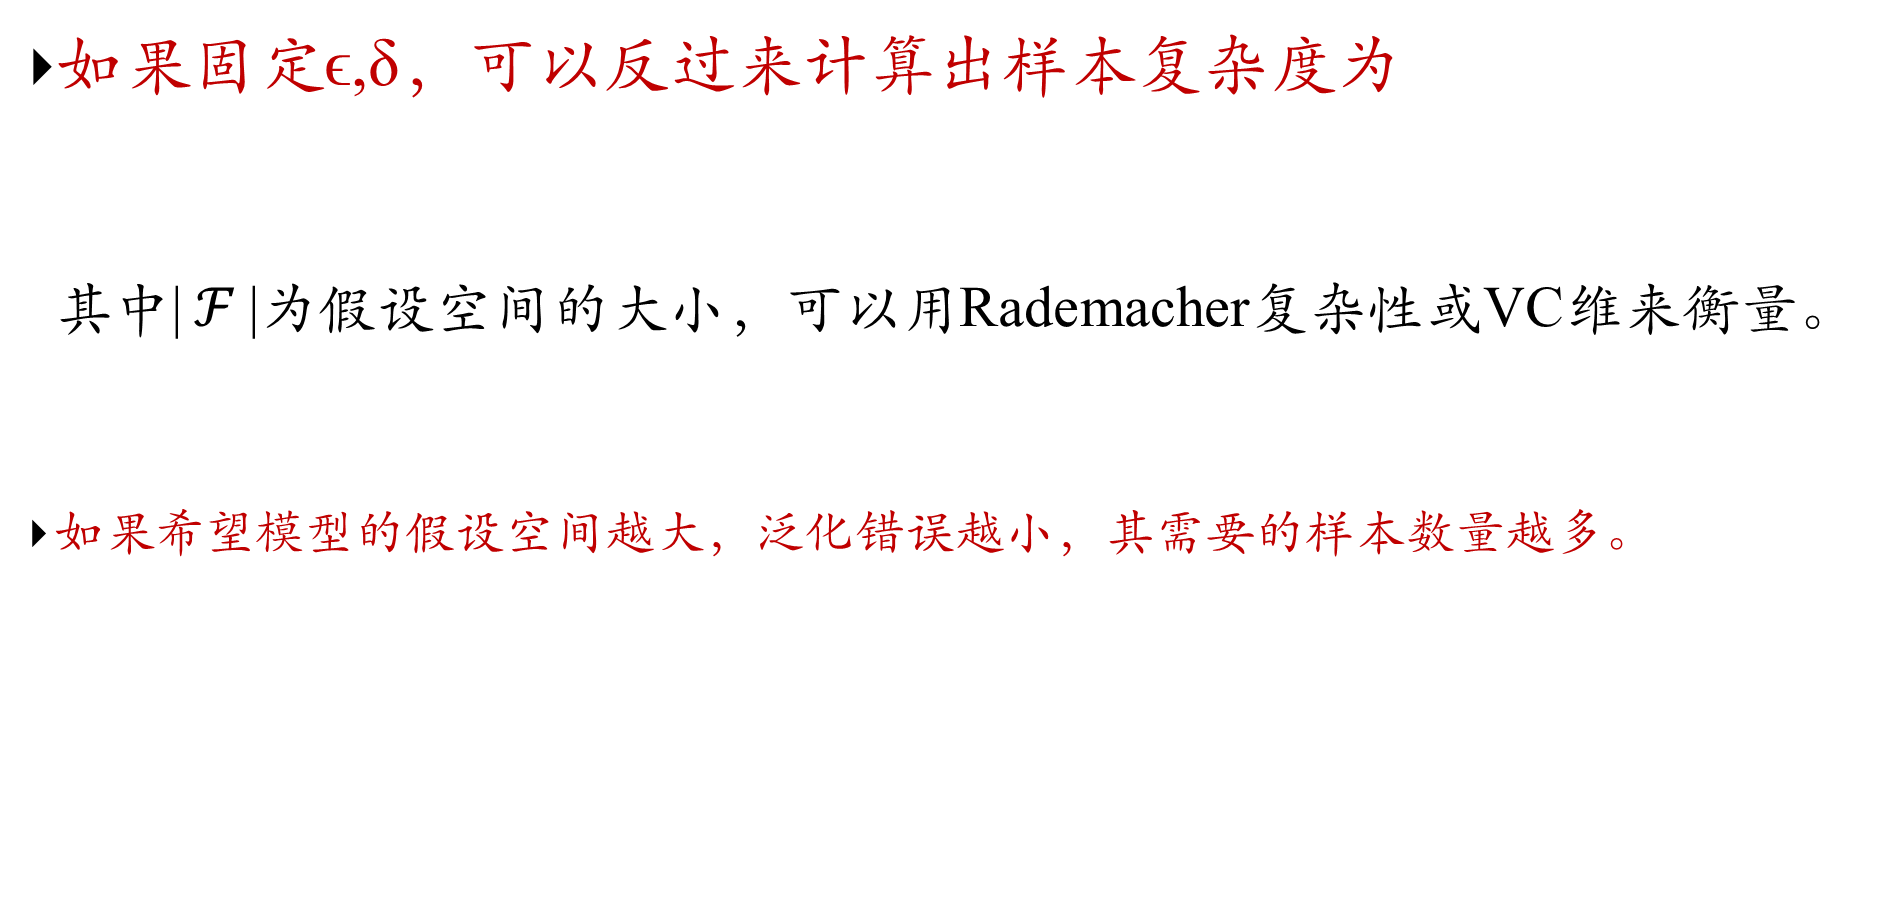 如果固定ϵ,δ，可以反过来计算出样本复杂度为
其中|ℱ|为假设空间的大小，可以用Rademacher复杂性或VC维来衡量。
如果希望模型的假设空间越大，泛化错误越小，其需要的样本数量越多。